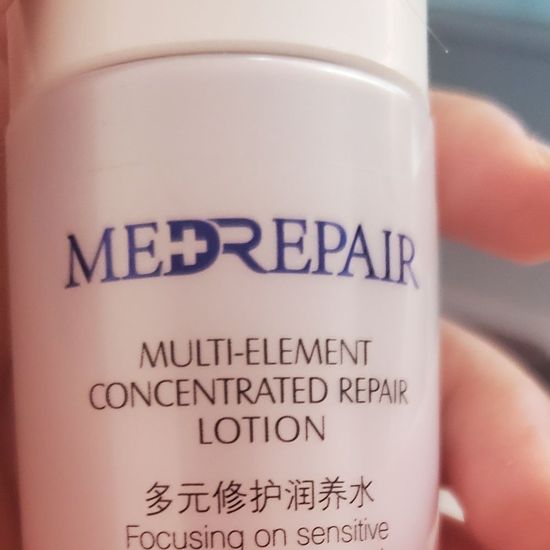 MEDREPAIR
MULTI-ELEMENT
CONCENTRATED REPAIR
LOTION
多元修护润养水
Focusing on sensitive